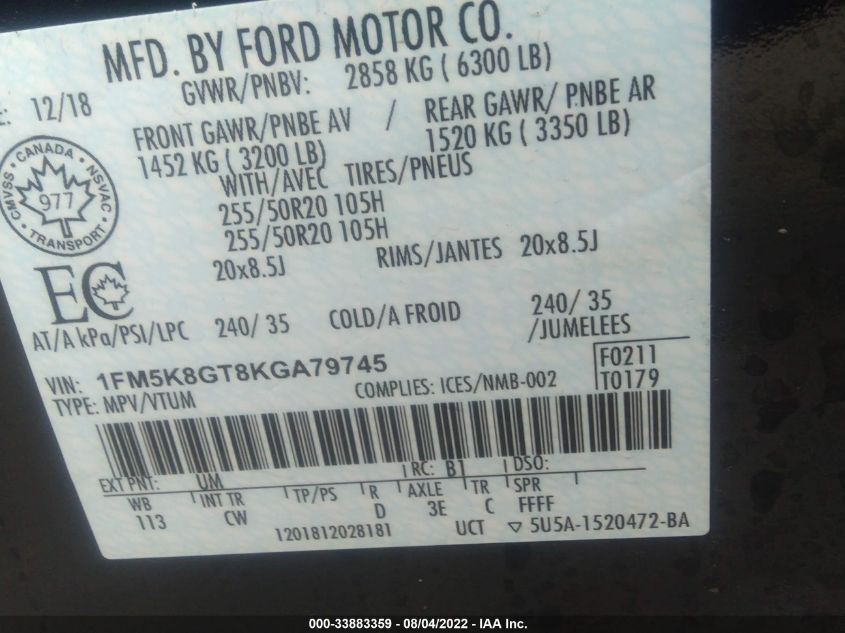 MFD. BY FORD MOTOR CO.
E: 12/18 GVWR/PNBV: 2858 KG ( 6300 LB)
FRONT GAWR/PNBE AV / REAR GAWR/ PNBE AR
1452 KG ( 3200 LB) 1520 KG ( 3350 LB)
WITH/AVEC TIRES/PNEUS
255/50R20 105H
255/50R20 105H
20x8.5J RIMS/JANTES 20x8.5J
CANADA
CMVSS NSVAC
977
TRANSPORT
EC
AT/A kPa/PSI/LPC 240/ 35 COLD/A FROID 240/ 35
/JUMELEES
VIN: 1FM5K8GT8KGA79745 F0211
TYPE: MPV/VTUM COMPLIES: ICES/NMB-002 T0179
EXT PNT: UM RC: B1 DSO:
WB INT TR TP/PS R AXLE TR SPR
113 CW D 3E C FFFF
1201812028181 UCT ▽ 5U5A-1520472-BA
000-33883359 - 08/04/2022 - IAA Inc.